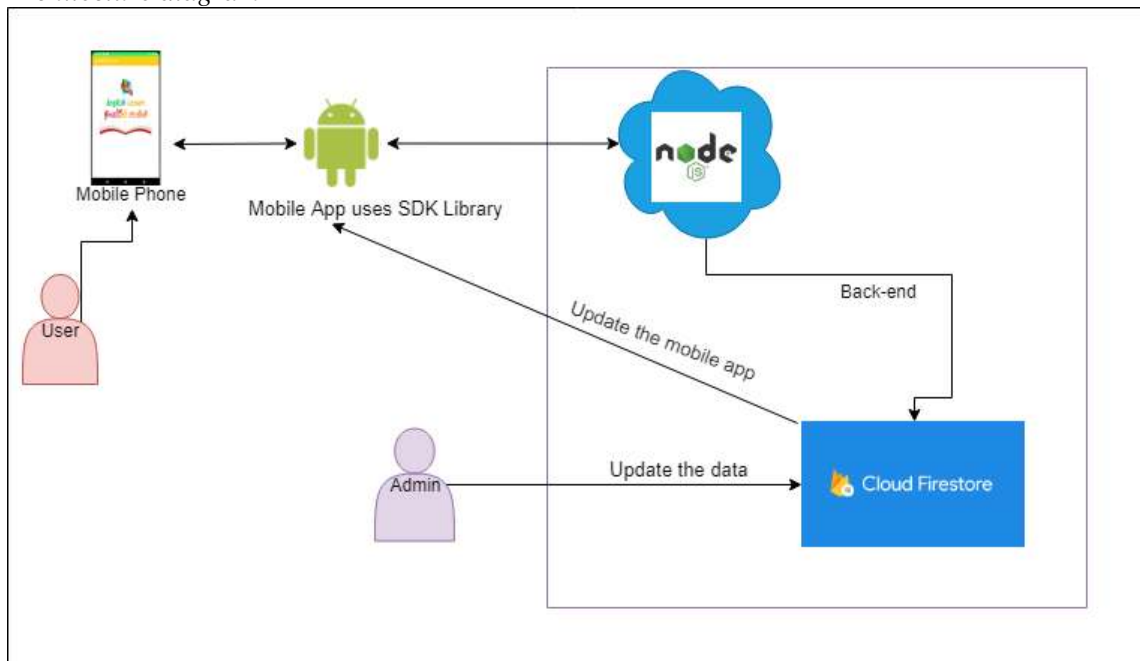 Mobile Phone
Mobile App uses SDK Library
node
js
Back-end
User
Update the mobile app
Admin
Update the data
Cloud Firestore